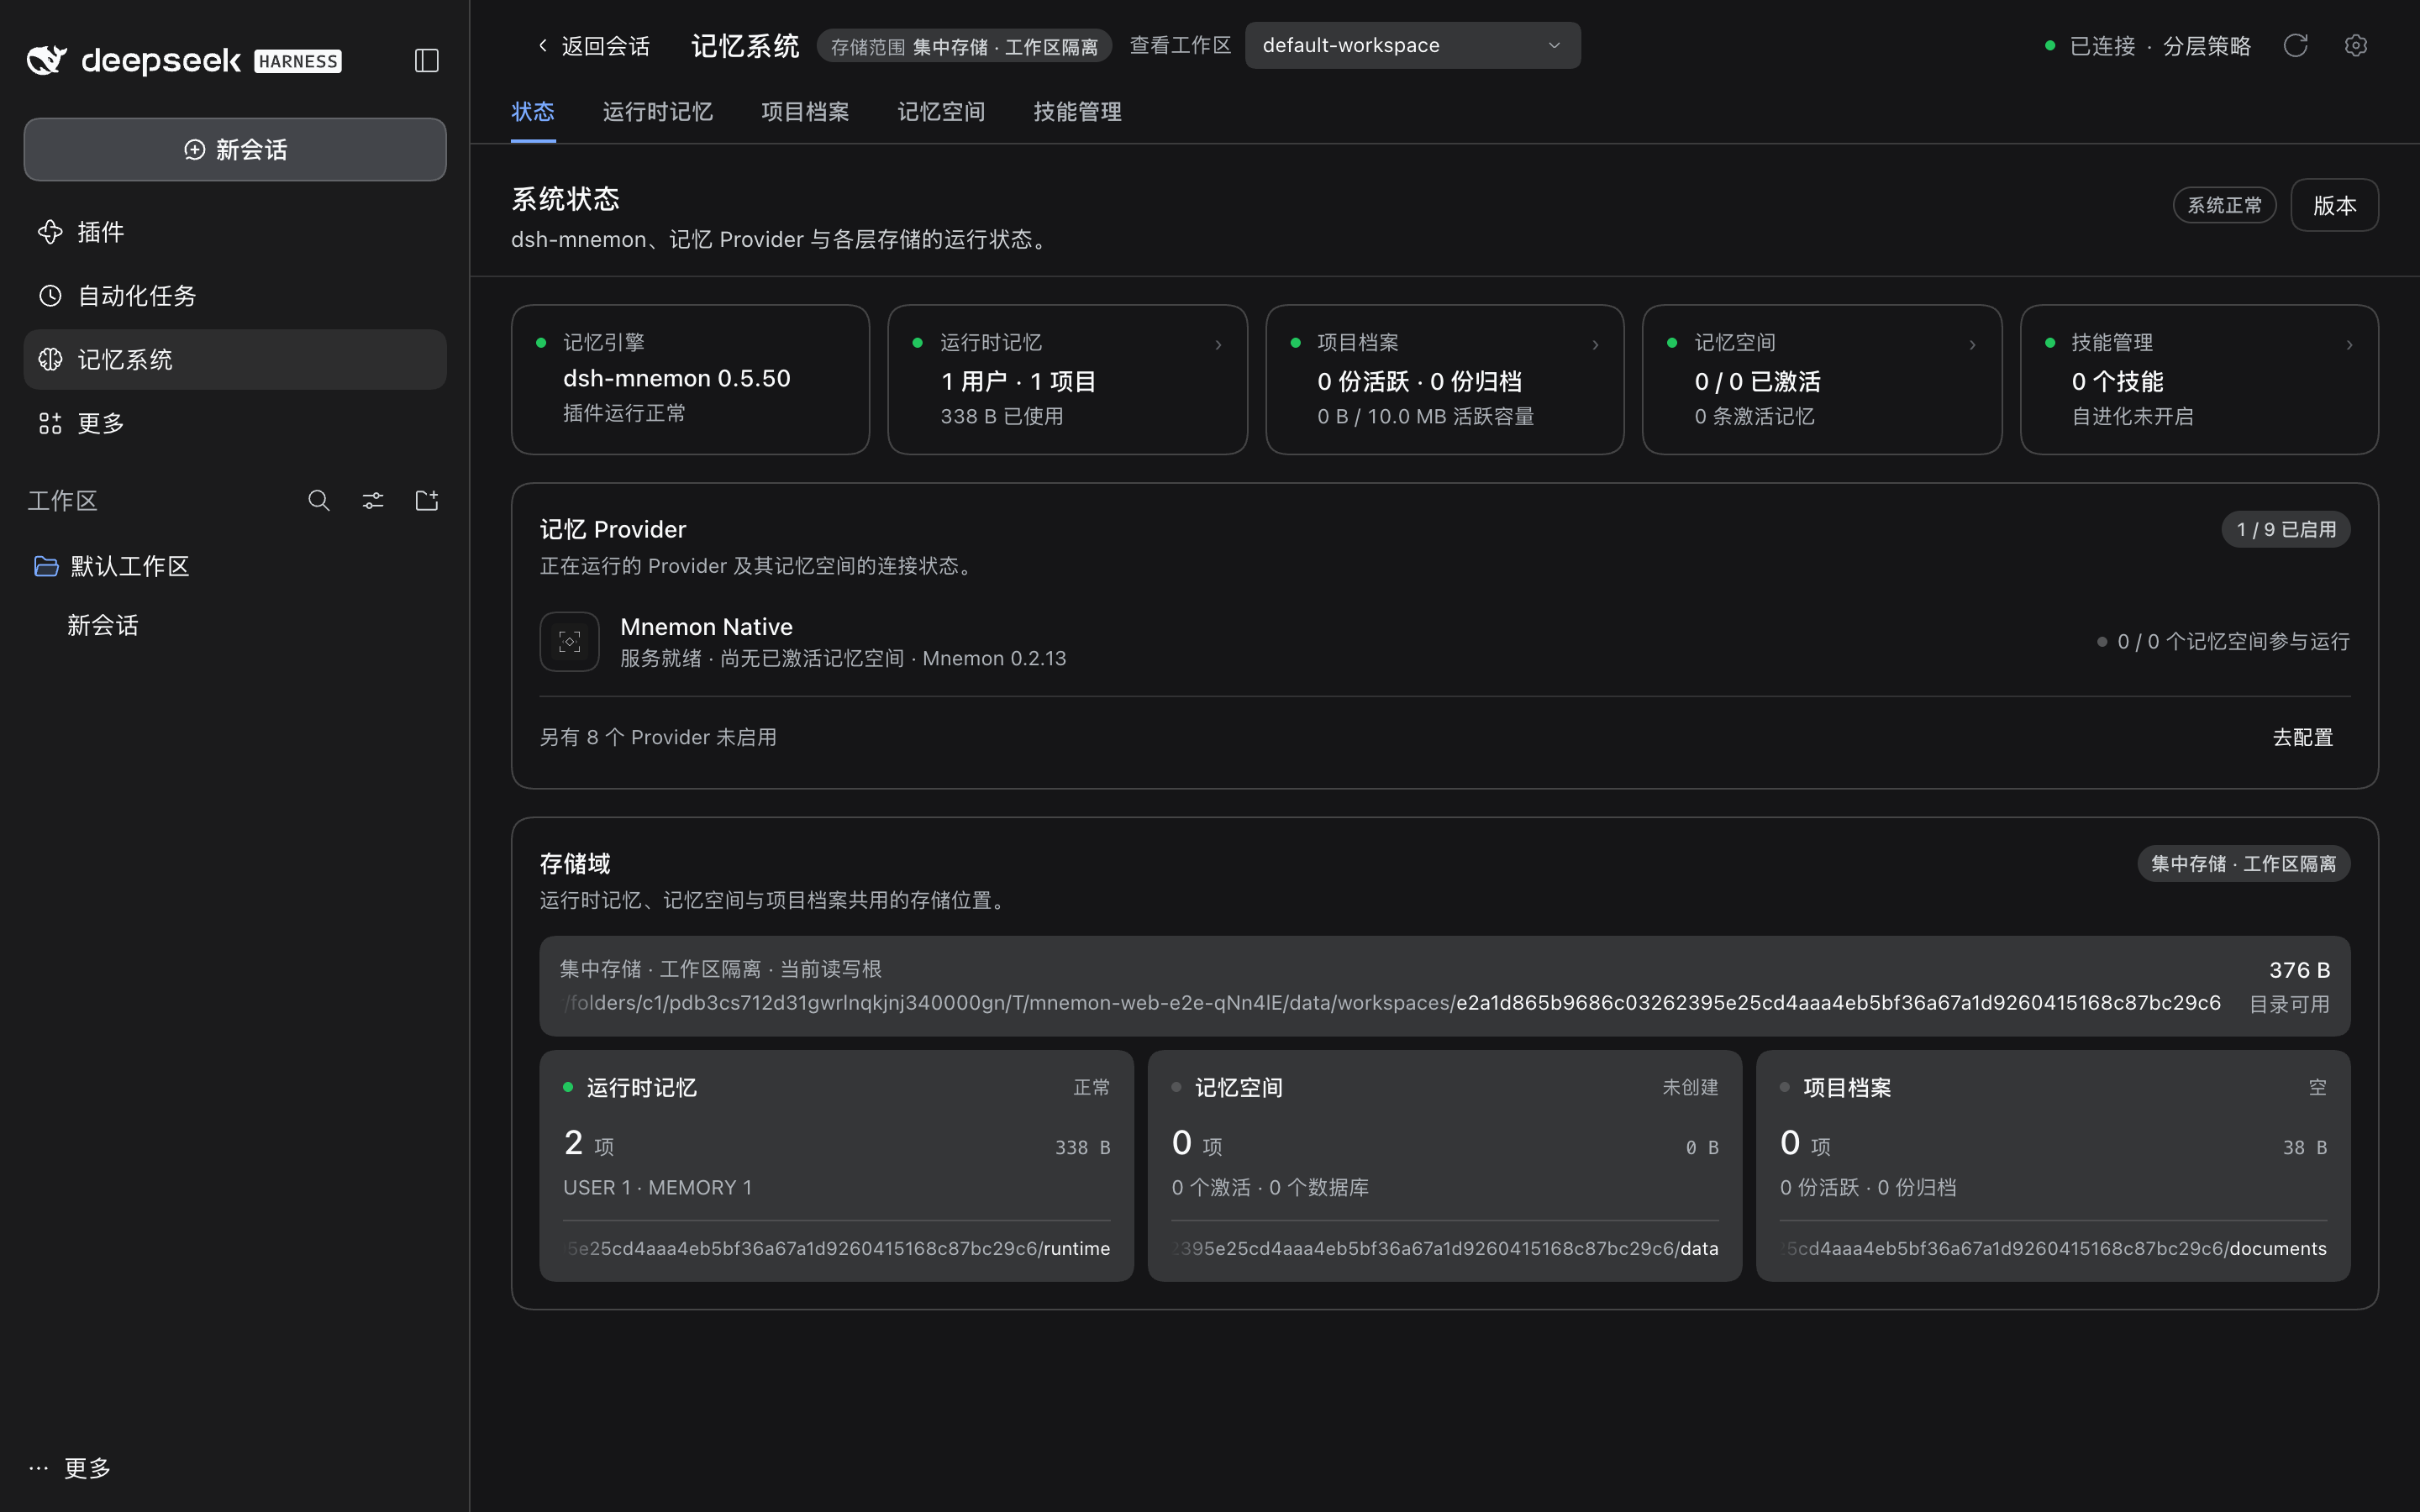 deepseek HARNESS
新会话
插件
自动化任务
记忆系统
更多
工作区
默认工作区
新会话
更多
返回会话
记忆系统
存储范围 集中存储 · 工作区隔离
查看工作区
default-workspace
已连接 · 分层策略
状态
运行时记忆
项目档案
记忆空间
技能管理
系统状态
dsh-mnemon、记忆 Provider 与各层存储的运行状态。
系统正常
版本
记忆引擎
dsh-mnemon 0.5.50
插件运行正常
运行时记忆
1 用户 · 1 项目
338 B 已使用
项目档案
0 份活跃 · 0 份归档
0 B / 10.0 MB 活跃容量
记忆空间
0 / 0 已激活
0 条激活记忆
技能管理
0 个技能
自进化未开启
记忆 Provider
1 / 9 已启用
正在运行的 Provider 及其记忆空间的连接状态。
Mnemon Native
服务就绪 · 尚无已激活记忆空间 · Mnemon 0.2.13
0 / 0 个记忆空间参与运行
另有 8 个 Provider 未启用
去配置
存储域
集中存储 · 工作区隔离
运行时记忆、记忆空间与项目档案共用的存储位置。
集中存储 · 工作区隔离 · 当前读写根
376 B
/folders/c1/pdb3cs712d31gwrlnqkjnj340000gn/T/mnemon-web-e2e-qNn4lE/data/workspaces/e2a1d865b9686c03262395e25cd4aaa4eb5bf36a67a1d9260415168c87bc29c6
目录可用
运行时记忆
正常
2 项
338 B
USER 1 · MEMORY 1
5e25cd4aaa4eb5bf36a67a1d9260415168c87bc29c6/runtime
记忆空间
未创建
0 项
0 B
0 个激活 · 0 个数据库
2395e25cd4aaa4eb5bf36a67a1d9260415168c87bc29c6/data
项目档案
空
0 项
38 B
0 份活跃 · 0 份归档
25cd4aaa4eb5bf36a67a1d9260415168c87bc29c6/documents